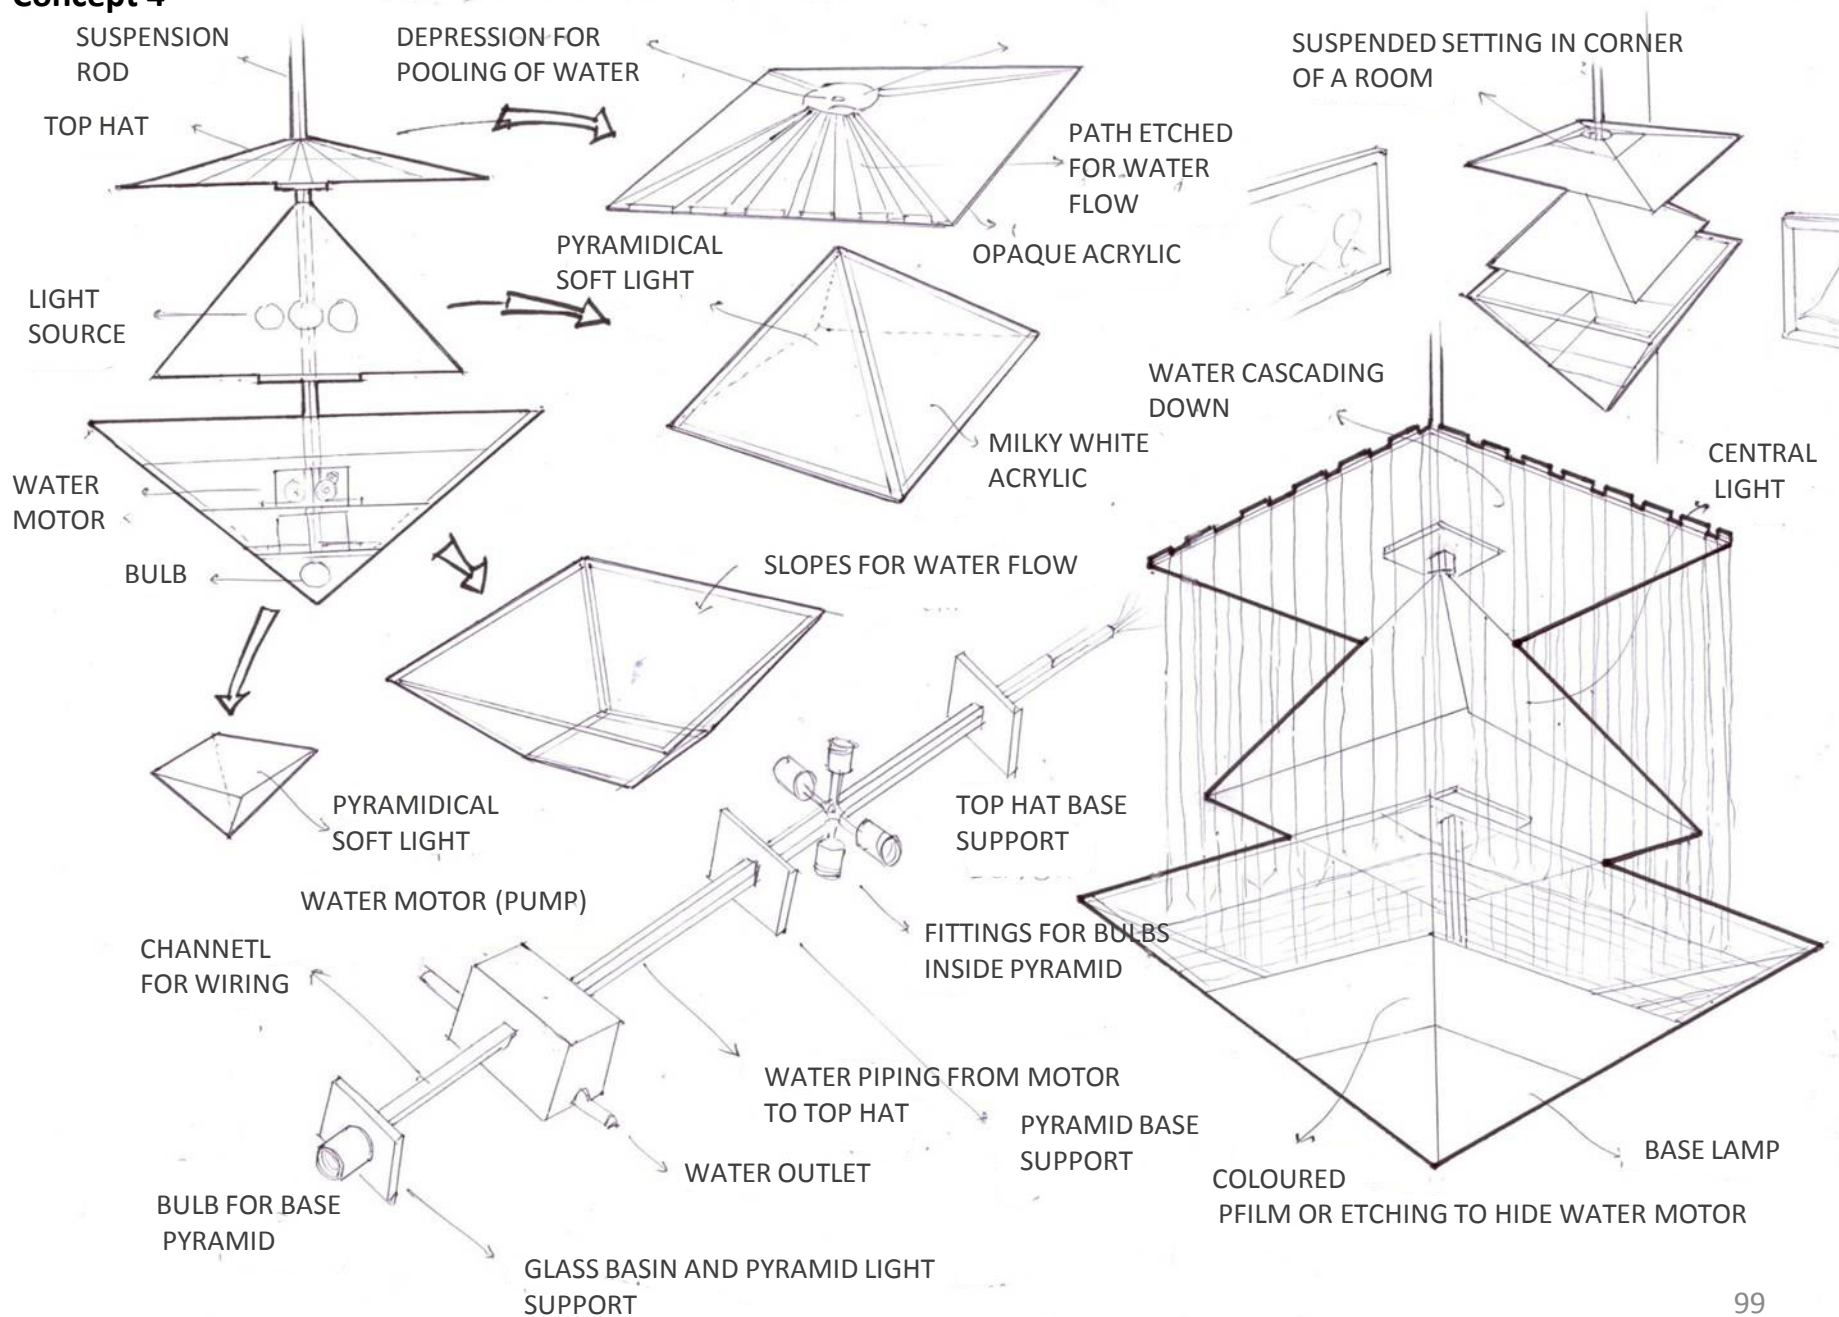 Concept 4
SUSPENSION
ROD
DEPRESSION FOR
POOLING OF WATER
SUSPENDED SETTING IN CORNER
OF A ROOM
TOP HAT
PATH ETCHED
FOR WATER
FLOW
PYRAMIDICAL
SOFT LIGHT
OPAQUE ACRYLIC
LIGHT
SOURCE
WATER CASCADING
DOWN
MILKY WHITE
ACRYLIC
CENTRAL
LIGHT
WATER
MOTOR
BULB
SLOPES FOR WATER FLOW
PYRAMIDICAL
SOFT LIGHT
TOP HAT BASE
SUPPORT
WATER MOTOR (PUMP)
CHANNETL
FOR WIRING
FITTINGS FOR BULBS
INSIDE PYRAMID
WATER PIPING FROM MOTOR
TO TOP HAT
PYRAMID BASE
SUPPORT
WATER OUTLET
BASE LAMP
COLOURED
PFILM OR ETCHING TO HIDE WATER MOTOR
BULB FOR BASE
PYRAMID
GLASS BASIN AND PYRAMID LIGHT
SUPPORT
99